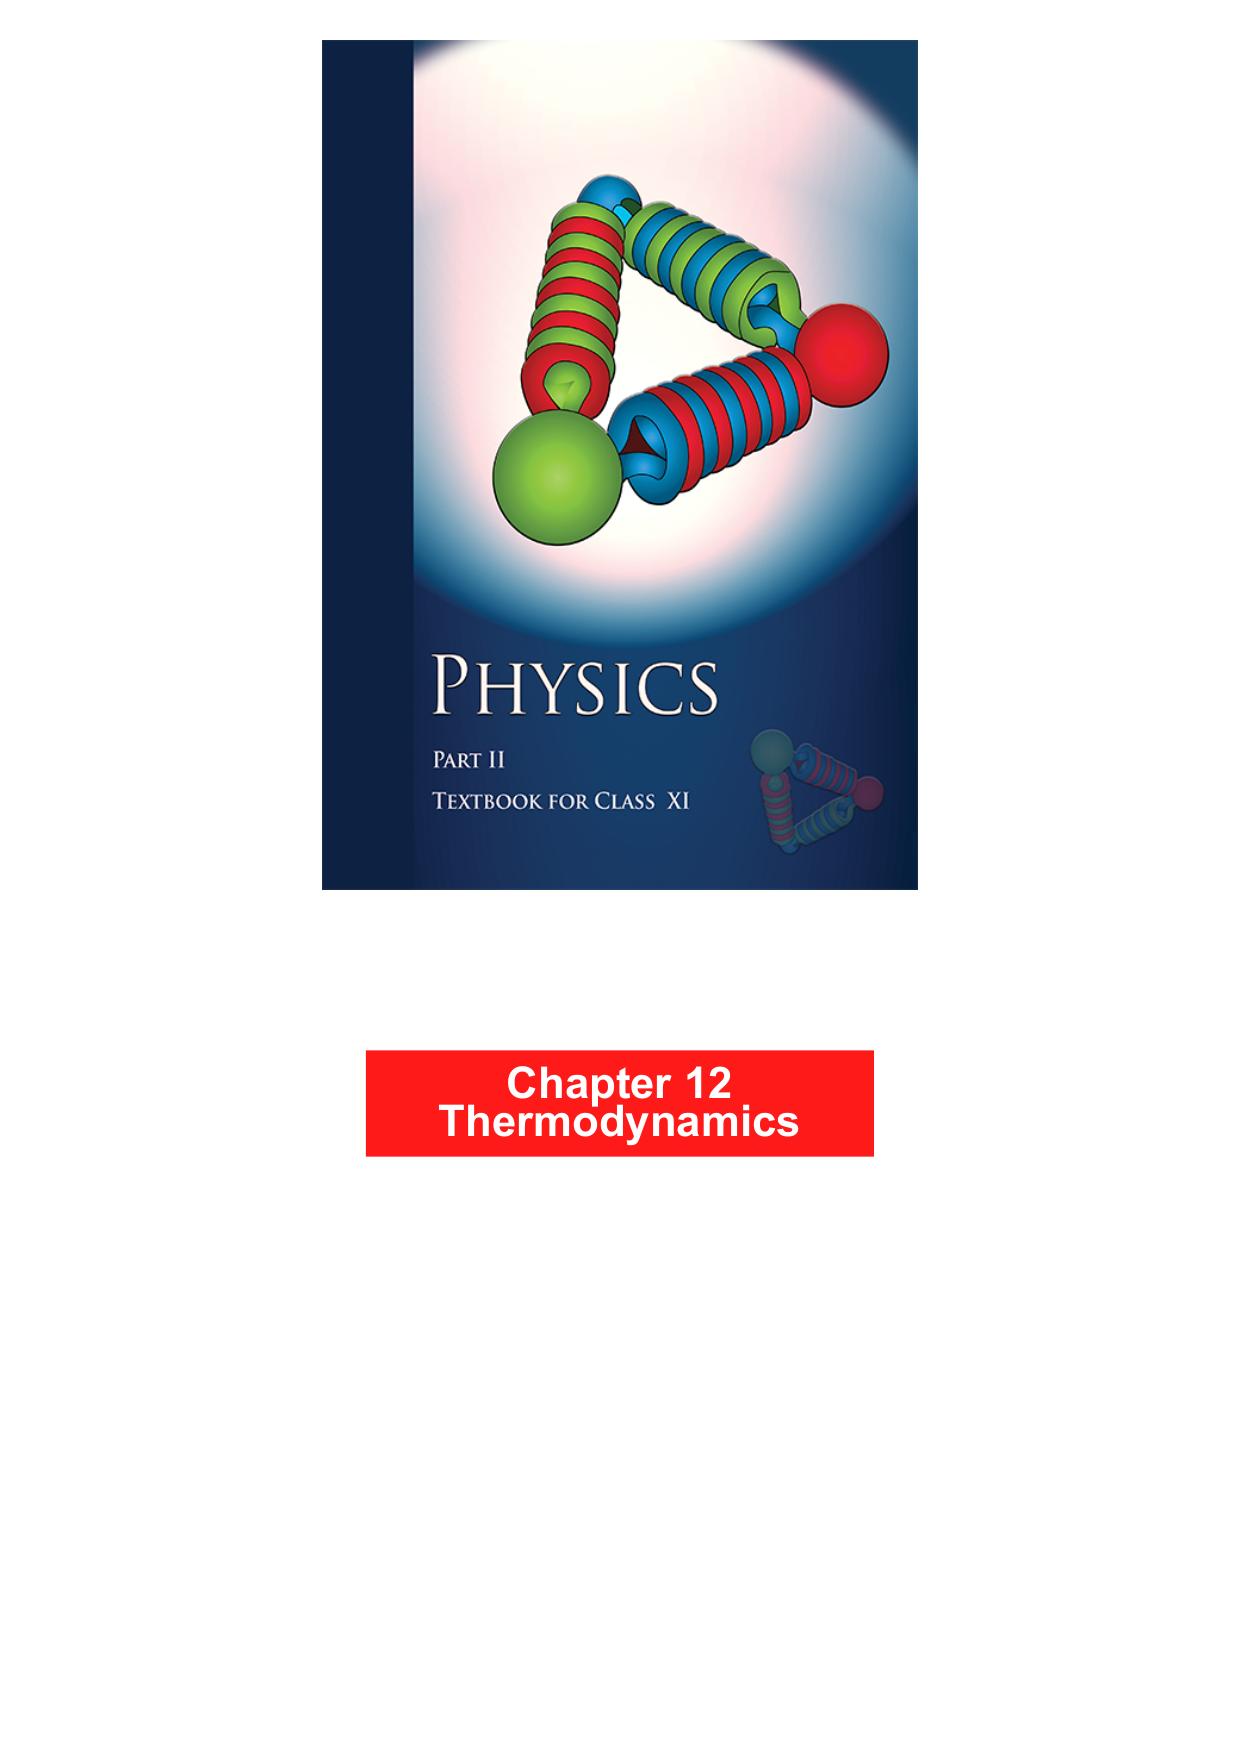 PHYSICS
PART II
TEXTBOOK FOR CLASS XI
Chapter 12
Thermodynamics